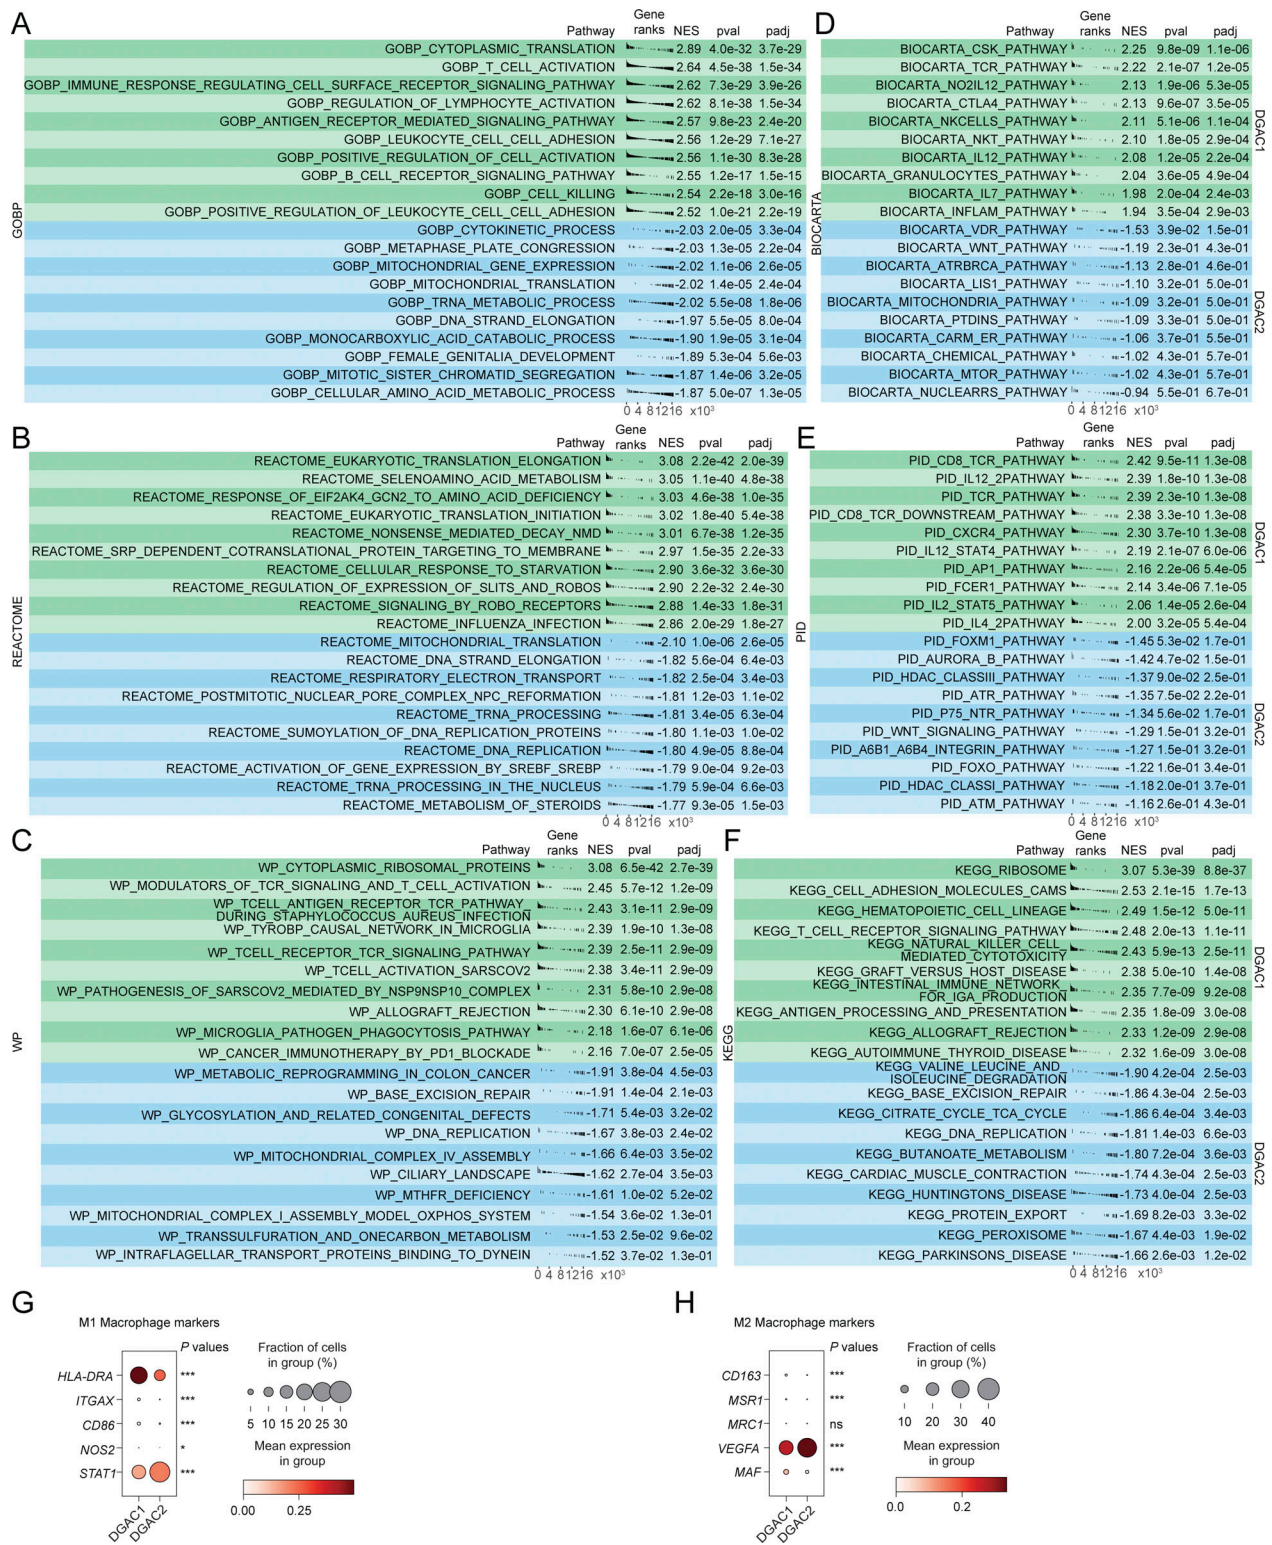 A
Pathway Gene ranks NES pval padj
GOBP
GOBP_CYTOPLASMIC_TRANSLATION 2.89 4.0e-32 3.7e-29
GOBP_T_CELL_ACTIVATION 2.64 4.5e-38 1.5e-34
GOBP_IMMUNE_RESPONSE_REGULATING_CELL_SURFACE_RECEPTOR_SIGNALING_PATHWAY 2.62 7.3e-29 3.9e-26
GOBP_REGULATION_OF_LYMPHOCYTE_ACTIVATION 2.62 8.1e-38 1.5e-34
GOBP_ANTIGEN_RECEPTOR_MEDIATED_SIGNALING_PATHWAY 2.57 9.8e-23 2.4e-20
GOBP_LEUKOCYTE_CELL_CELL_ADHESION 2.56 1.2e-29 7.1e-27
GOBP_POSITIVE_REGULATION_OF_CELL_ACTIVATION 2.56 1.1e-30 8.3e-28
GOBP_B_CELL_RECEPTOR_SIGNALING_PATHWAY 2.55 1.2e-17 1.5e-15
GOBP_CELL_KILLING 2.54 2.2e-18 3.0e-16
GOBP_POSITIVE_REGULATION_OF_LEUKOCYTE_CELL_CELL_ADHESION 2.52 1.0e-21 2.2e-19
GOBP_CYTOKINETIC_PROCESS -2.03 2.0e-05 3.3e-04
GOBP_METAPHASE_PLATE_CONGRESSION -2.03 1.3e-05 2.2e-04
GOBP_MITOCHONDRIAL_GENE_EXPRESSION -2.02 1.1e-06 2.6e-05
GOBP_MITOCHONDRIAL_TRANSLATION -2.02 1.4e-05 2.4e-04
GOBP_TRNA_METABOLIC_PROCESS -2.02 5.5e-08 1.8e-06
GOBP_DNA_STRAND_ELONGATION -1.97 5.5e-05 8.0e-04
GOBP_MONOCARBOXYLIC_ACID_CATABOLIC_PROCESS -1.90 1.9e-05 3.1e-04
GOBP_FEMALE_GENITALIA_DEVELOPMENT -1.89 5.3e-04 5.6e-03
GOBP_MITOTIC_SISTER_CHROMATID_SEGREGATION -1.87 1.4e-06 3.2e-05
GOBP_CELLULAR_AMINO_ACID_METABOLIC_PROCESS -1.87 5.0e-07 1.3e-05
0 4 8 12 16 x10³
D
Pathway Gene ranks NES pval padj
BIOCARTA
BIOCARTA_CSK_PATHWAY 2.25 9.8e-09 1.1e-06
BIOCARTA_TCR_PATHWAY 2.22 2.1e-07 1.2e-05
BIOCARTA_NO2IL12_PATHWAY 2.13 1.9e-06 5.3e-05
BIOCARTA_CTLA4_PATHWAY 2.13 9.6e-07 3.5e-05
BIOCARTA_NKCELLS_PATHWAY 2.11 5.1e-06 1.1e-04
BIOCARTA_NKT_PATHWAY 2.10 1.8e-05 2.9e-04
BIOCARTA_IL12_PATHWAY 2.08 1.2e-05 2.2e-04
BIOCARTA_GRANULOCYTES_PATHWAY 2.04 3.6e-05 4.9e-04
BIOCARTA_IL7_PATHWAY 1.98 2.0e-04 2.4e-03
BIOCARTA_INFLAM_PATHWAY 1.94 3.5e-04 2.9e-03
BIOCARTA_VDR_PATHWAY -1.53 3.9e-02 1.5e-01
BIOCARTA_WNT_PATHWAY -1.19 2.3e-01 4.3e-01
BIOCARTA_ATRBRCA_PATHWAY -1.13 2.8e-01 4.6e-01
BIOCARTA_LIS1_PATHWAY -1.10 3.2e-01 5.0e-01
BIOCARTA_MITOCHONDRIA_PATHWAY -1.09 3.2e-01 5.0e-01
BIOCARTA_PTDINS_PATHWAY -1.09 3.3e-01 5.0e-01
BIOCARTA_CARM_ER_PATHWAY -1.06 3.7e-01 5.5e-01
BIOCARTA_CHEMICAL_PATHWAY -1.02 4.3e-01 5.7e-01
BIOCARTA_MTOR_PATHWAY -1.02 4.3e-01 5.7e-01
BIOCARTA_NUCLEARRS_PATHWAY -0.94 5.5e-01 6.7e-01
0 4 8 12 16 x10³
DGAC1
DGAC2
B
Pathway Gene ranks NES pval padj
REACTOME
REACTOME_EUKARYOTIC_TRANSLATION_ELONGATION 3.08 2.2e-42 2.0e-39
REACTOME_SELENOAMINO_ACID_METABOLISM 3.05 1.1e-40 4.8e-38
REACTOME_RESPONSE_OF_EIF2AK4_GCN2_TO_AMINO_ACID_DEFICIENCY 3.03 4.6e-38 1.0e-35
REACTOME_EUKARYOTIC_TRANSLATION_INITIATION 3.02 1.8e-40 5.4e-38
REACTOME_NONSENSE_MEDIATED_DECAY_NMD 3.01 6.7e-38 1.2e-35
REACTOME_SRP_DEPENDENT_COTRANSLATIONAL_PROTEIN_TARGETING_TO_MEMBRANE 2.97 1.5e-35 2.2e-33
REACTOME_CELLULAR_RESPONSE_TO_STARVATION 2.90 3.6e-32 3.6e-30
REACTOME_REGULATION_OF_EXPRESSION_OF_SLITS_AND_ROBOS 2.90 2.2e-32 2.4e-30
REACTOME_SIGNALING_BY_ROBO_RECEPTORS 2.88 1.4e-33 1.8e-31
REACTOME_INFLUENZA_INFECTION 2.86 2.0e-29 1.8e-27
REACTOME_MITOCHONDRIAL_TRANSLATION -2.10 1.0e-06 2.6e-05
REACTOME_DNA_STRAND_ELONGATION -1.82 5.6e-04 6.4e-03
REACTOME_RESPIRATORY_ELECTRON_TRANSPORT -1.82 2.5e-04 3.4e-03
REACTOME_POSTMITOTIC_NUCLEAR_PORE_COMPLEX_NPC_REFORMATION -1.81 1.2e-03 1.1e-02
REACTOME_TRNA_PROCESSING -1.81 3.4e-05 6.3e-04
REACTOME_SUMOYLATION_OF_DNA_REPLICATION_PROTEINS -1.80 1.1e-03 1.0e-02
REACTOME_DNA_REPLICATION -1.80 4.9e-05 8.8e-04
REACTOME_ACTIVATION_OF_GENE_EXPRESSION_BY_SREBF_SREBP -1.79 9.0e-04 9.2e-03
REACTOME_TRNA_PROCESSING_IN_THE_NUCLEUS -1.79 5.9e-04 6.6e-03
REACTOME_METABOLISM_OF_STEROIDS -1.77 9.3e-05 1.5e-03
0 4 8 12 16 x10³
E
Pathway Gene ranks NES pval padj
PID
PID_CD8_TCR_PATHWAY 2.42 9.5e-11 1.3e-08
PID_IL12_2PATHWAY 2.39 1.8e-10 1.3e-08
PID_TCR_PATHWAY 2.39 2.3e-10 1.3e-08
PID_CD8_TCR_DOWNSTREAM_PATHWAY 2.38 3.3e-10 1.3e-08
PID_CXCR4_PATHWAY 2.30 3.7e-10 1.3e-08
PID_IL12_STAT4_PATHWAY 2.19 2.1e-07 6.0e-06
PID_AP1_PATHWAY 2.16 2.2e-06 5.4e-05
PID_FCER1_PATHWAY 2.14 3.4e-06 7.1e-05
PID_IL2_STAT5_PATHWAY 2.06 1.4e-05 2.6e-04
PID_IL4_2PATHWAY 2.00 3.2e-05 5.4e-04
PID_FOXM1_PATHWAY -1.45 5.3e-02 1.7e-01
PID_AURORA_B_PATHWAY -1.42 4.7e-02 1.5e-01
PID_HDAC_CLASSIII_PATHWAY -1.37 9.0e-02 2.5e-01
PID_ATR_PATHWAY -1.35 7.5e-02 2.2e-01
PID_P75_NTR_PATHWAY -1.34 5.6e-02 1.7e-01
PID_WNT_SIGNALING_PATHWAY -1.29 1.5e-01 3.2e-01
PID_A6B1_A6B4_INTEGRIN_PATHWAY -1.27 1.5e-01 3.2e-01
PID_FOXO_PATHWAY -1.22 1.6e-01 3.4e-01
PID_HDAC_CLASSI_PATHWAY -1.18 2.0e-01 3.7e-01
PID_ATM_PATHWAY -1.16 2.6e-01 4.3e-01
0 4 8 12 16 x10³
DGAC1
DGAC2
C
Pathway Gene ranks NES pval padj
WP
WP_CYTOPLASMIC_RIBOSOMAL_PROTEINS 3.08 6.5e-42 2.7e-39
WP_MODULATORS_OF_TCR_SIGNALING_AND_T_CELL_ACTIVATION 2.45 5.7e-12 1.2e-09
WP_TCELL_ANTIGEN_RECEPTOR_TCR_PATHWAY_
DURING_STAPHYLOCOCCUS_AUREUS_INFECTION 2.43 3.1e-11 2.9e-09
WP_TYROBP_CAUSAL_NETWORK_IN_MICROGLIA 2.39 1.9e-10 1.3e-08
WP_TCELL_RECEPTOR_TCR_SIGNALING_PATHWAY 2.39 2.5e-11 2.9e-09
WP_TCELL_ACTIVATION_SARSCOV2 2.38 3.4e-11 2.9e-09
WP_PATHOGENESIS_OF_SARSCOV2_MEDIATED_BY_NSP9NSP10_COMPLEX 2.31 5.8e-10 2.9e-08
WP_ALLOGRAFT_REJECTION 2.30 6.1e-10 2.9e-08
WP_MICROGLIA_PATHOGEN_PHAGOCYTOSIS_PATHWAY 2.18 1.6e-07 6.1e-06
WP_CANCER_IMMUNOTHERAPY_BY_PD1_BLOCKADE 2.16 7.0e-07 2.5e-05
WP_METABOLIC_REPROGRAMMING_IN_COLON_CANCER -1.91 3.8e-04 4.5e-03
WP_BASE_EXCISION_REPAIR -1.91 1.4e-04 2.1e-03
WP_GLYCOSYLATION_AND_RELATED_CONGENITAL_DEFECTS -1.71 5.4e-03 3.2e-02
WP_DNA_REPLICATION -1.67 3.8e-03 2.4e-02
WP_MITOCHONDRIAL_COMPLEX_IV_ASSEMBLY -1.66 6.4e-03 3.5e-02
WP_CILIARY_LANDSCAPE -1.62 2.7e-04 3.5e-03
WP_MTHFR_DEFICIENCY -1.61 1.0e-02 5.2e-02
WP_MITOCHONDRIAL_COMPLEX_I_ASSEMBLY_MODEL_OXPHOS_SYSTEM -1.54 3.6e-02 1.3e-01
WP_TRANSSULFURATION_AND_ONECARBON_METABOLISM -1.53 2.5e-02 9.6e-02
WP_INTRAFLAGELLAR_TRANSPORT_PROTEINS_BINDING_TO_DYNEIN -1.52 3.7e-02 1.3e-01
0 4 8 12 16 x10³
F
Pathway Gene ranks NES pval padj
KEGG
KEGG_RIBOSOME 3.07 5.3e-39 8.8e-37
KEGG_CELL_ADHESION_MOLECULES_CAMS 2.53 2.1e-15 1.7e-13
KEGG_HEMATOPOIETIC_CELL_LINEAGE 2.49 1.5e-12 5.0e-11
KEGG_T_CELL_RECEPTOR_SIGNALING_PATHWAY 2.48 2.0e-13 1.1e-11
KEGG_NATURAL_KILLER_CELL_
MEDIATED_CYTOTOXICITY 2.43 5.9e-13 2.5e-11
KEGG_GRAFT_VERSUS_HOST_DISEASE 2.38 5.0e-10 1.4e-08
KEGG_INTESTINAL_IMMUNE_NETWORK_
FOR_IGA_PRODUCTION 2.35 7.7e-09 9.2e-08
KEGG_ANTIGEN_PROCESSING_AND_PRESENTATION 2.35 1.8e-09 3.0e-08
KEGG_ALLOGRAFT_REJECTION 2.33 1.2e-09 2.9e-08
KEGG_AUTOIMMUNE_THYROID_DISEASE 2.32 1.6e-09 3.0e-08
KEGG_VALINE_LEUCINE_AND_
ISOLEUCINE_DEGRADATION -1.90 4.2e-04 2.5e-03
KEGG_BASE_EXCISION_REPAIR -1.86 4.3e-04 2.5e-03
KEGG_CITRATE_CYCLE_TCA_CYCLE -1.86 6.4e-04 3.4e-03
KEGG_DNA_REPLICATION -1.81 1.4e-03 6.6e-03
KEGG_BUTANOATE_METABOLISM -1.80 7.2e-04 3.6e-03
KEGG_CARDIAC_MUSCLE_CONTRACTION -1.74 4.3e-04 2.5e-03
KEGG_HUNTINGTONS_DISEASE -1.73 4.0e-04 2.5e-03
KEGG_PROTEIN_EXPORT -1.69 8.2e-03 3.3e-02
KEGG_PEROXISOME -1.67 4.4e-03 1.9e-02
KEGG_PARKINSONS_DISEASE -1.66 2.6e-03 1.2e-02
0 4 8 12 16 x10³
DGAC1
DGAC2
G
M1 Macrophage markers
P values
HLA-DRA ***
ITGAX ***
CD86 ***
NOS2 *
STAT1 ***
DGAC1 DGAC2
Fraction of cells
in group (%)
5 10 15 20 25 30
Mean expression
in group
0.00 0.25
H
M2 Macrophage markers
P values
CD163 ***
MSR1 ***
MRC1 ns
VEGFA ***
MAF ***
DGAC1 DGAC2
Fraction of cells
in group (%)
10 20 30 40
Mean expression
in group
0.0 0.2